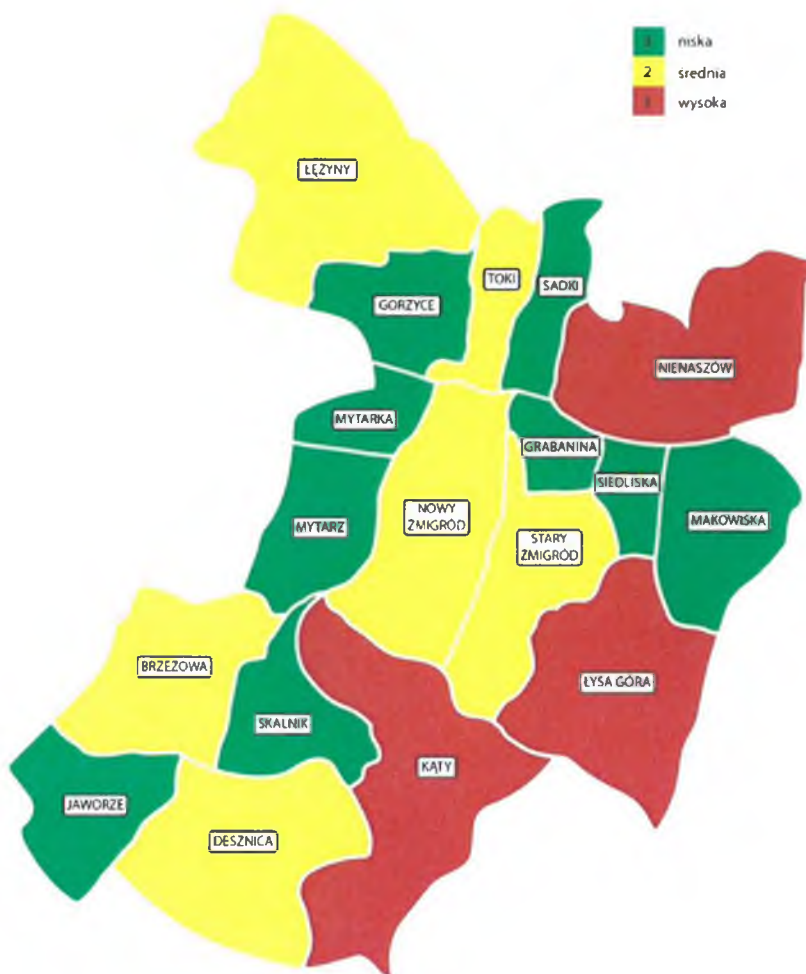 niska
2 średnia
wysoka
ŁĘŻYNY
TOKI
SADKI
GORZYCE
NIENASZÓW
MYTARKA
GRABANINA
SIEDLISKA
MAKOWISKA
NOWY
ŻMIGRÓD
MYTARZ
STARY
ŻMIGRÓD
BRZEZOWA
ŁYSA GÓRA
SKALNIK
KĄTY
JAWORZE
DESZNICA